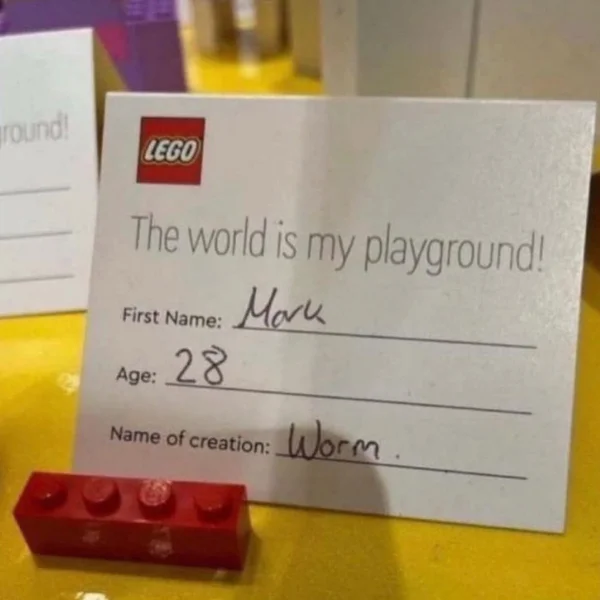 round!
LEGO
The world is my playground!
First Name: Mark
Age: 28
Name of creation: Worm.